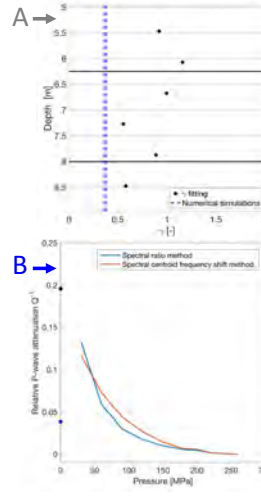 A
5
5.5
6
6.5
7
7.5
8
8.5
Depth [m]
γ fitting
Numerical simulations
0 0.5 1 1.5
γ [-]
B
0.25
0.2
0.15
0.1
0.05
0
Relative P-wave attenuation Q⁻¹
Spectral ratio method
Spectral centroid frequency shift method
0 50 100 150 200 250 300
Pressure [MPa]